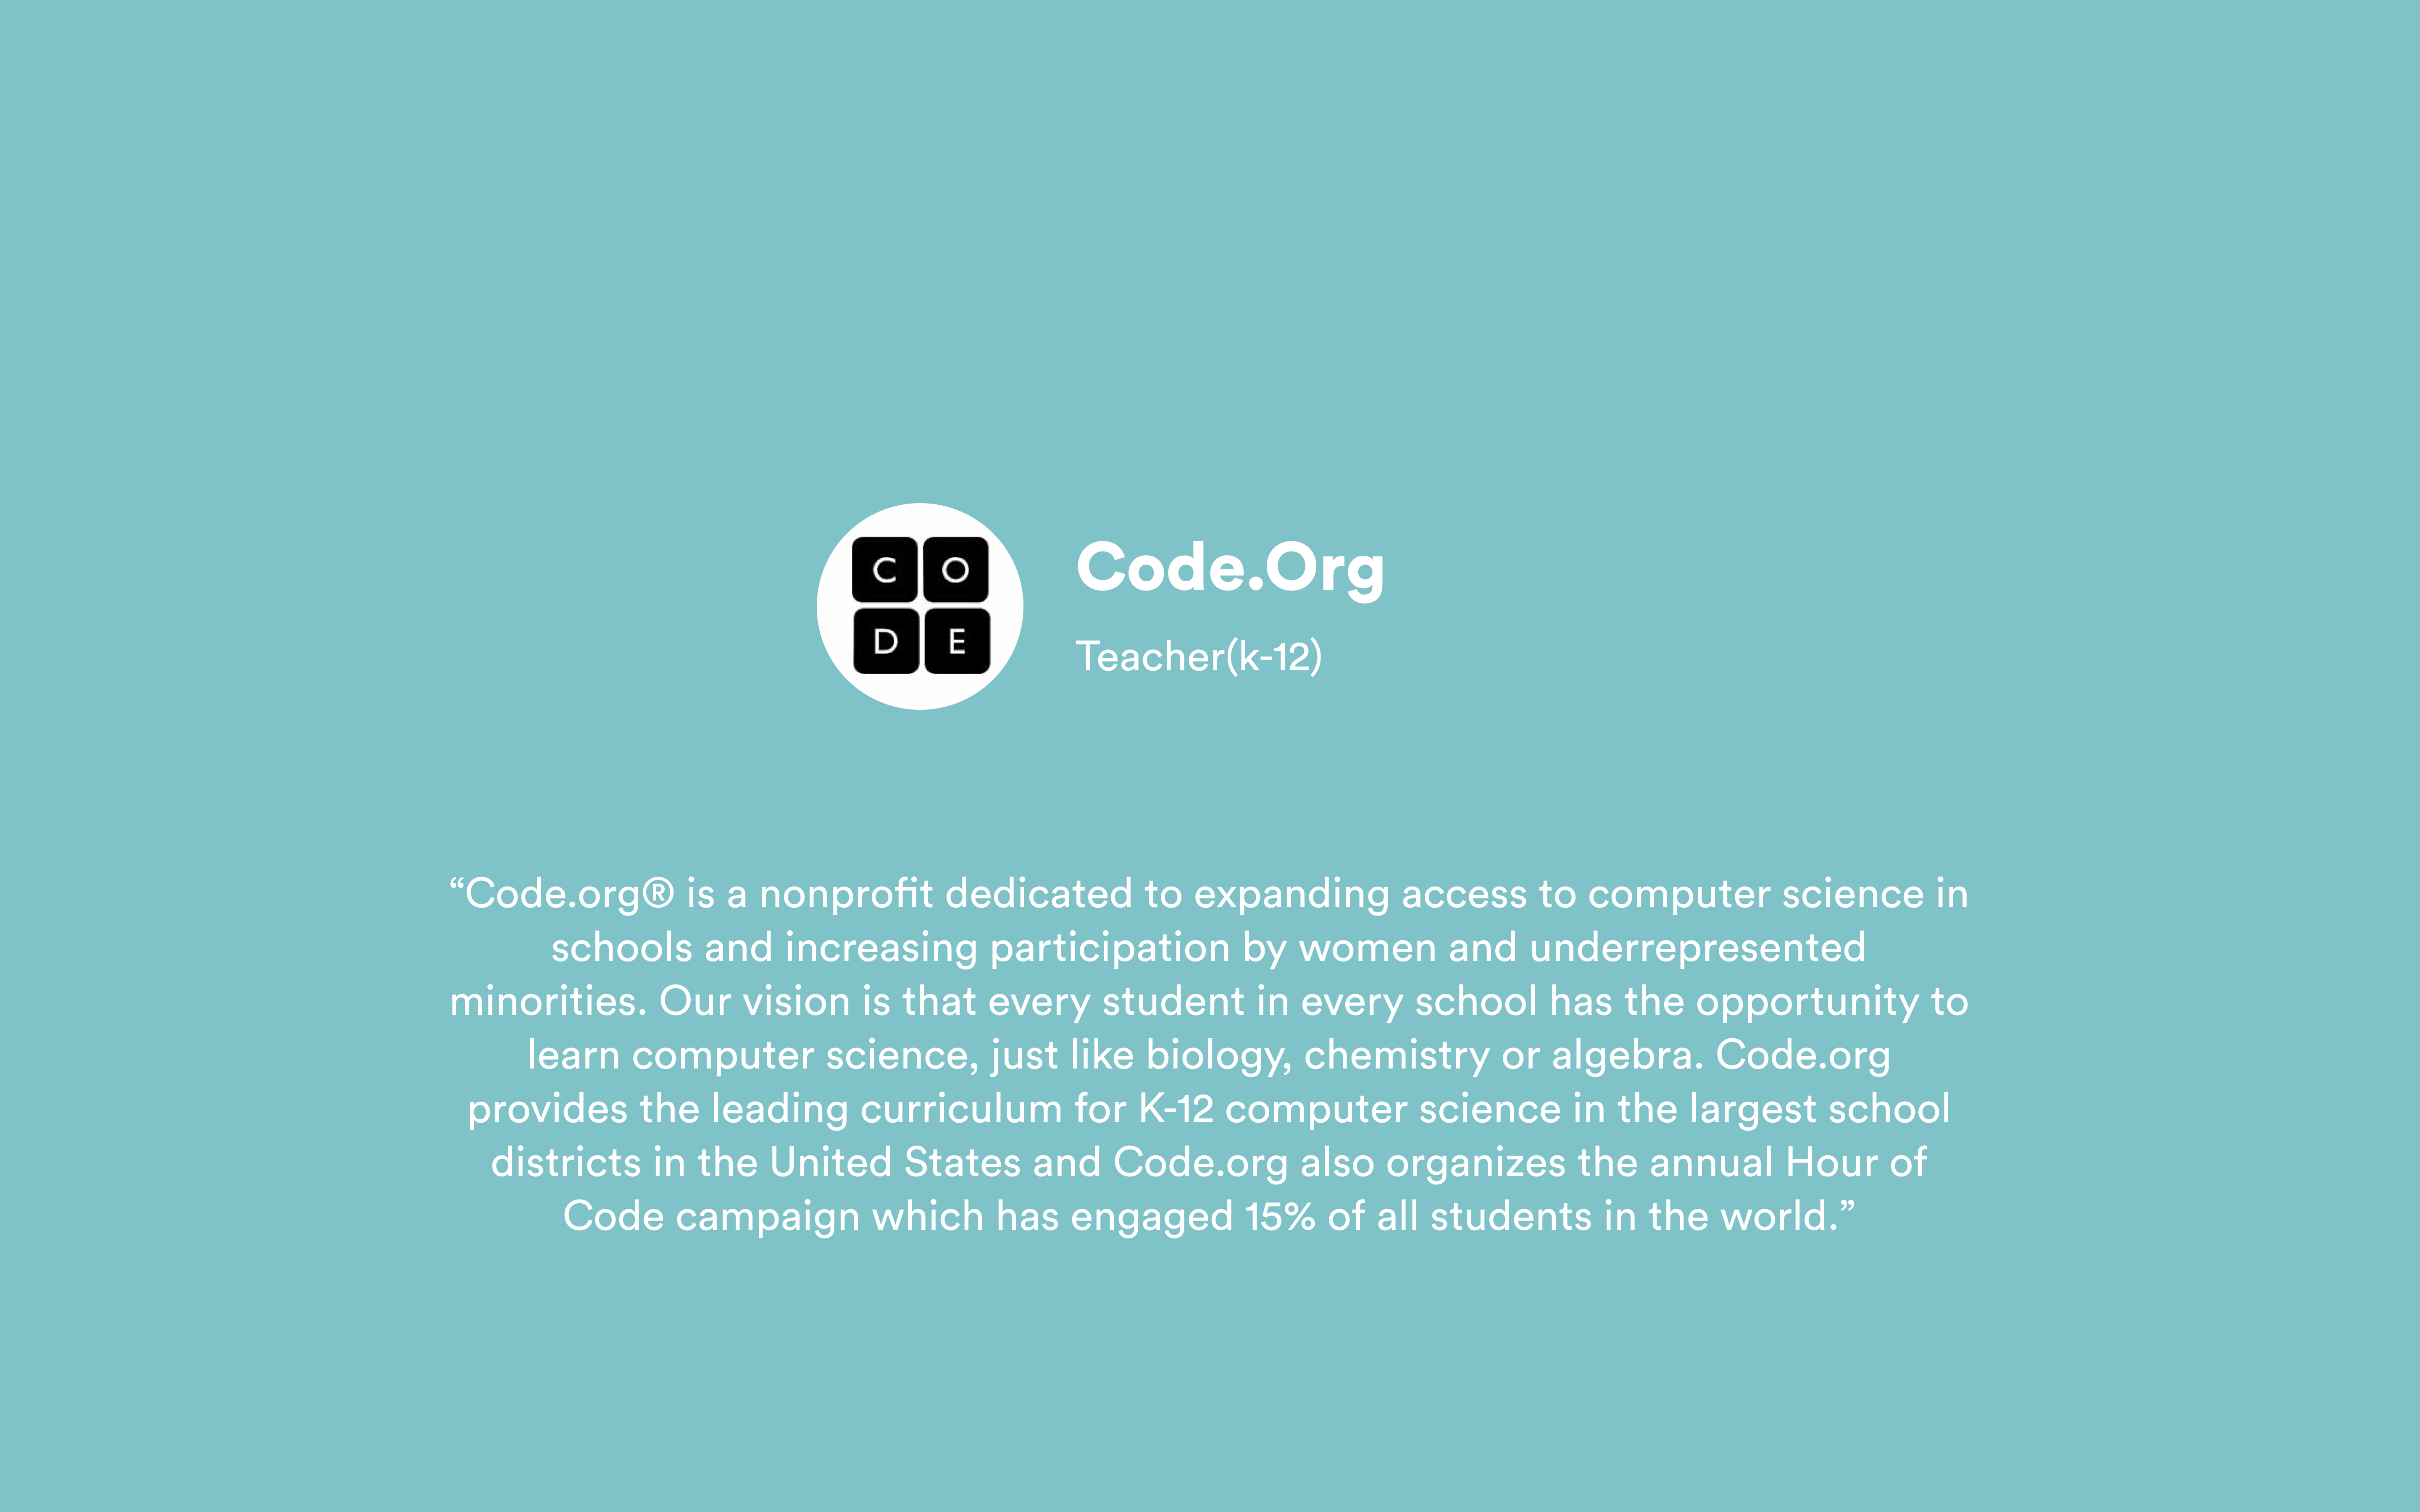 C O
D E
Code.Org
Teacher(k-12)
“Code.org® is a nonprofit dedicated to expanding access to computer science in
schools and increasing participation by women and underrepresented
minorities. Our vision is that every student in every school has the opportunity to
learn computer science, just like biology, chemistry or algebra. Code.org
provides the leading curriculum for K-12 computer science in the largest school
districts in the United States and Code.org also organizes the annual Hour of
Code campaign which has engaged 15% of all students in the world.”